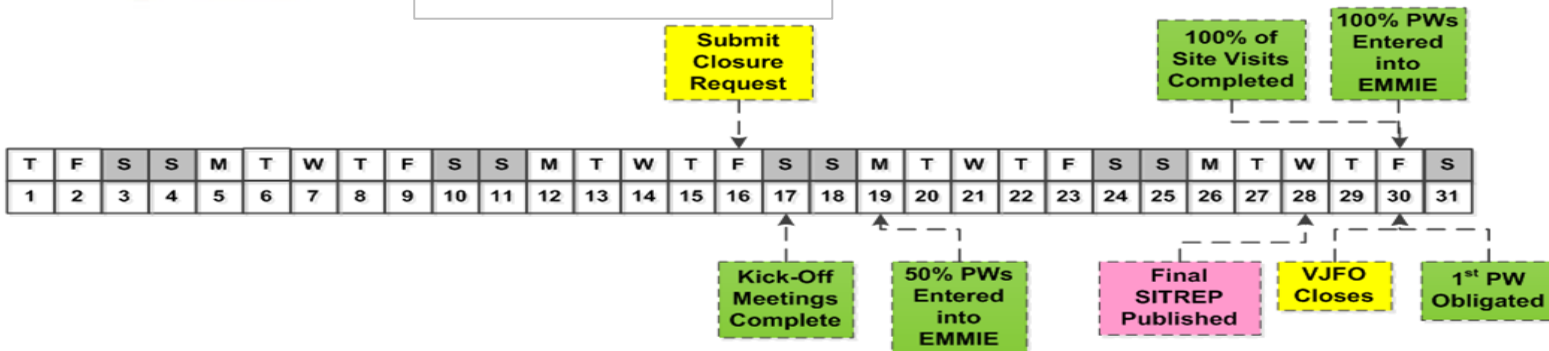 Submit
Closure
Request
100% of
Site Visits
Completed
100% PWs
Entered
into
EMMIE
T F S S M T W T F S S M T W T F S S M T W T F S S M T W T F S
1 2 3 4 5 6 7 8 9 10 11 12 13 14 15 16 17 18 19 20 21 22 23 24 25 26 27 28 29 30 31
Kick-Off
Meetings
Complete
50% PWs
Entered
into
EMMIE
Final
SITREP
Published
VJFO
Closes
1st PW
Obligated